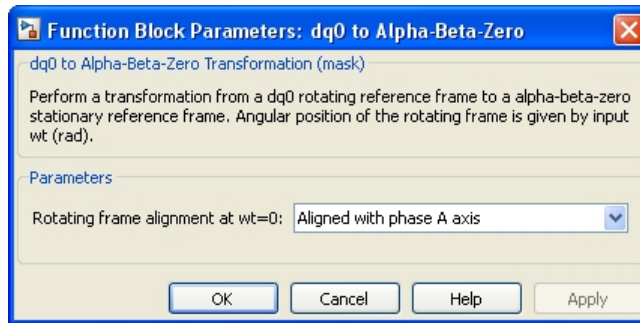 Function Block Parameters: dq0 to Alpha-Beta-Zero
dq0 to Alpha-Beta-Zero Transformation (mask)
Perform a transformation from a dq0 rotating reference frame to a alpha-beta-zero
stationary reference frame. Angular position of the rotating frame is given by input
wt (rad).
Parameters
Rotating frame alignment at wt=0: Aligned with phase A axis
OK Cancel Help Apply